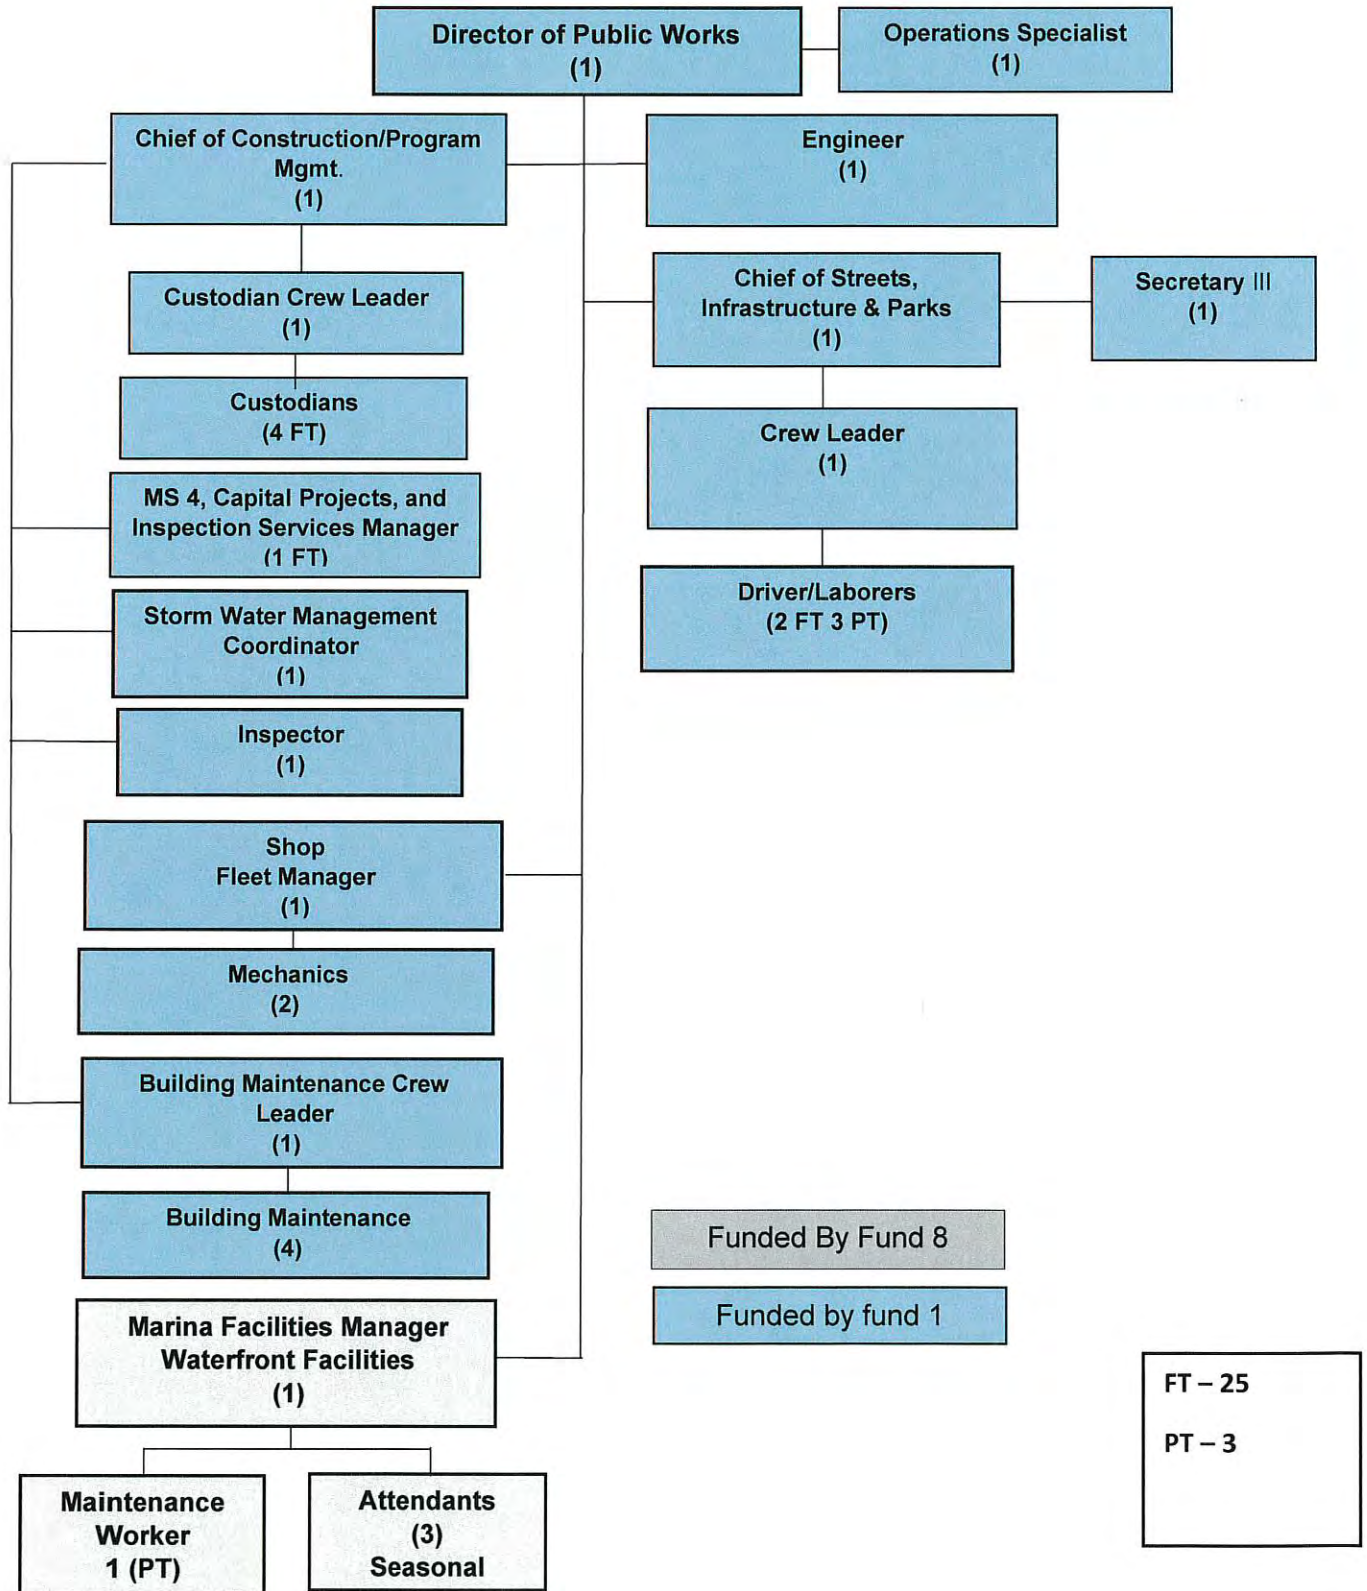 Director of Public Works
(1)
Operations Specialist
(1)
Chief of Construction/Program
Mgmt.
(1)
Engineer
(1)
Custodian Crew Leader
(1)
Chief of Streets,
Infrastructure & Parks
(1)
Secretary III
(1)
Custodians
(4 FT)
Crew Leader
(1)
MS 4, Capital Projects, and
Inspection Services Manager
(1 FT)
Driver/Laborers
(2 FT 3 PT)
Storm Water Management
Coordinator
(1)
Inspector
(1)
Shop
Fleet Manager
(1)
Mechanics
(2)
Building Maintenance Crew
Leader
(1)
Building Maintenance
(4)
Funded By Fund 8
Funded by fund 1
Marina Facilities Manager
Waterfront Facilities
(1)
FT – 25
PT – 3
Maintenance
Worker
1 (PT)
Attendants
(3)
Seasonal